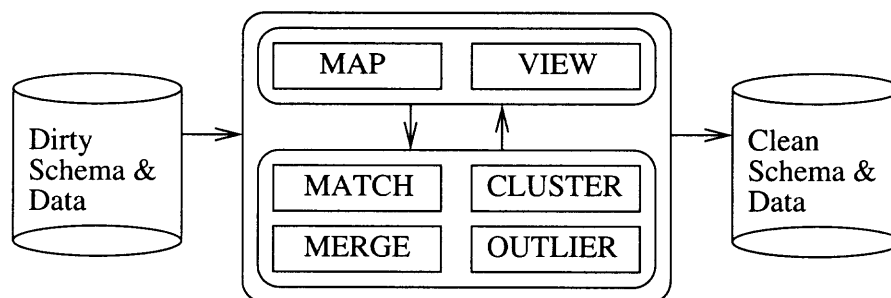 Dirty
Schema &
Data
MAP
VIEW
MATCH
CLUSTER
MERGE
OUTLIER
Clean
Schema &
Data